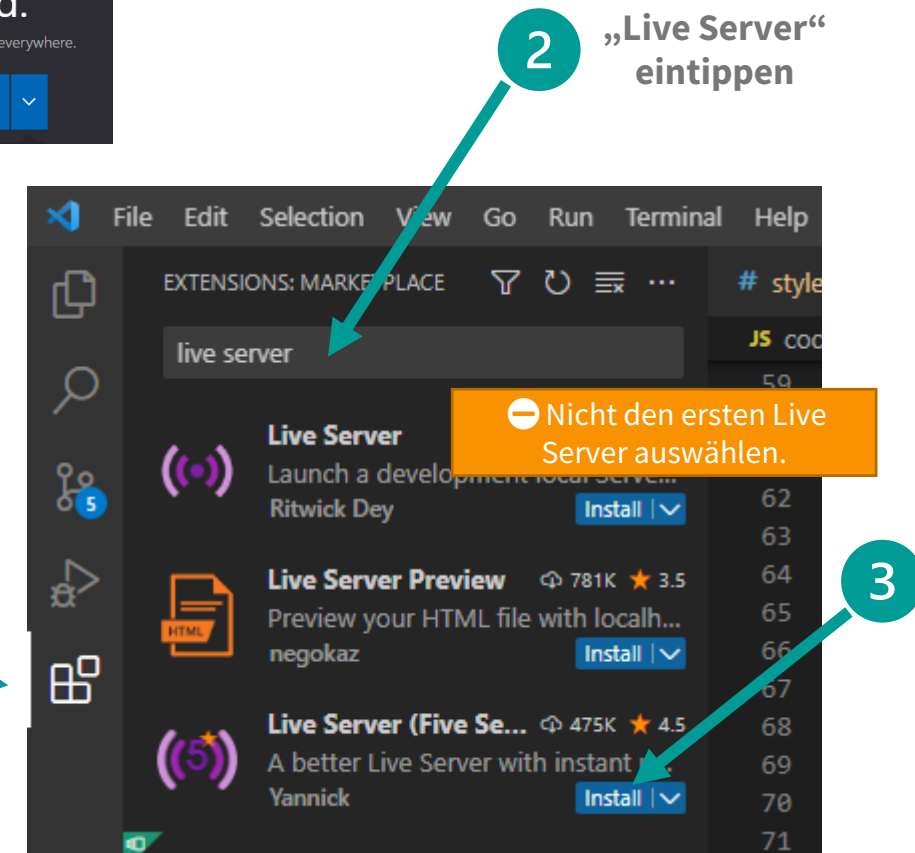 d.
everywhere.
2
„Live Server“
eintippen
File Edit Selection View Go Run Terminal Help
EXTENSIONS: MARKETPLACE
# style
live server
JS coo
59
Nicht den ersten Live
Server auswählen.
Live Server
Launch a development local serve...
Ritwick Dey
Install
5
62
63
Live Server Preview 781K ★ 3.5
Preview your HTML file with localh...
negokaz
Install
HTML
64
65
66
3
67
Live Server (Five Se... 475K ★ 4.5
A better Live Server with instant
Yannick
Install
5
68
69
70
71